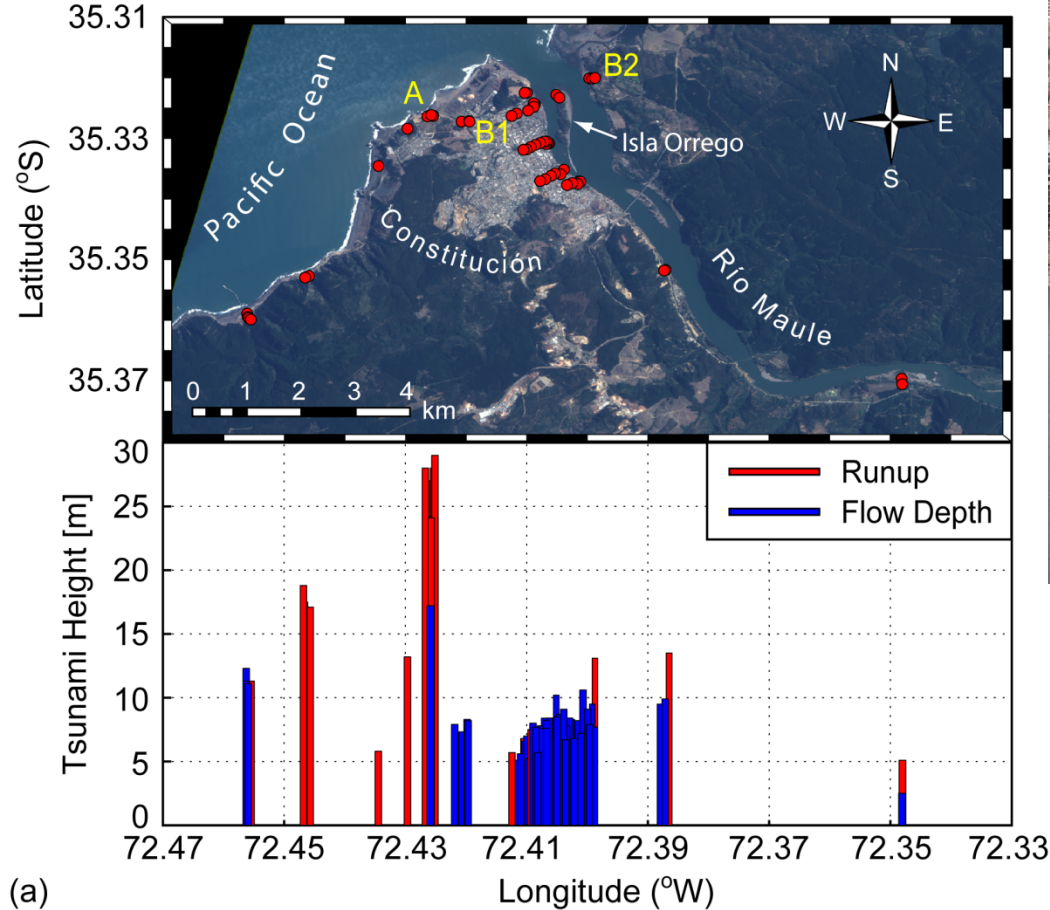 35.31
35.33
35.35
35.37
Latitude (°S)
Pacific Ocean
A
B1
B2
Isla Orrego
N
W
E
S
Constitución
Río Maule
0 1 2 3 4
km
30
25
20
15
10
5
0
Tsunami Height [m]
Runup
Flow Depth
72.47 72.45 72.43 72.41 72.39 72.37 72.35 72.33
Longitude (°W)
(a)